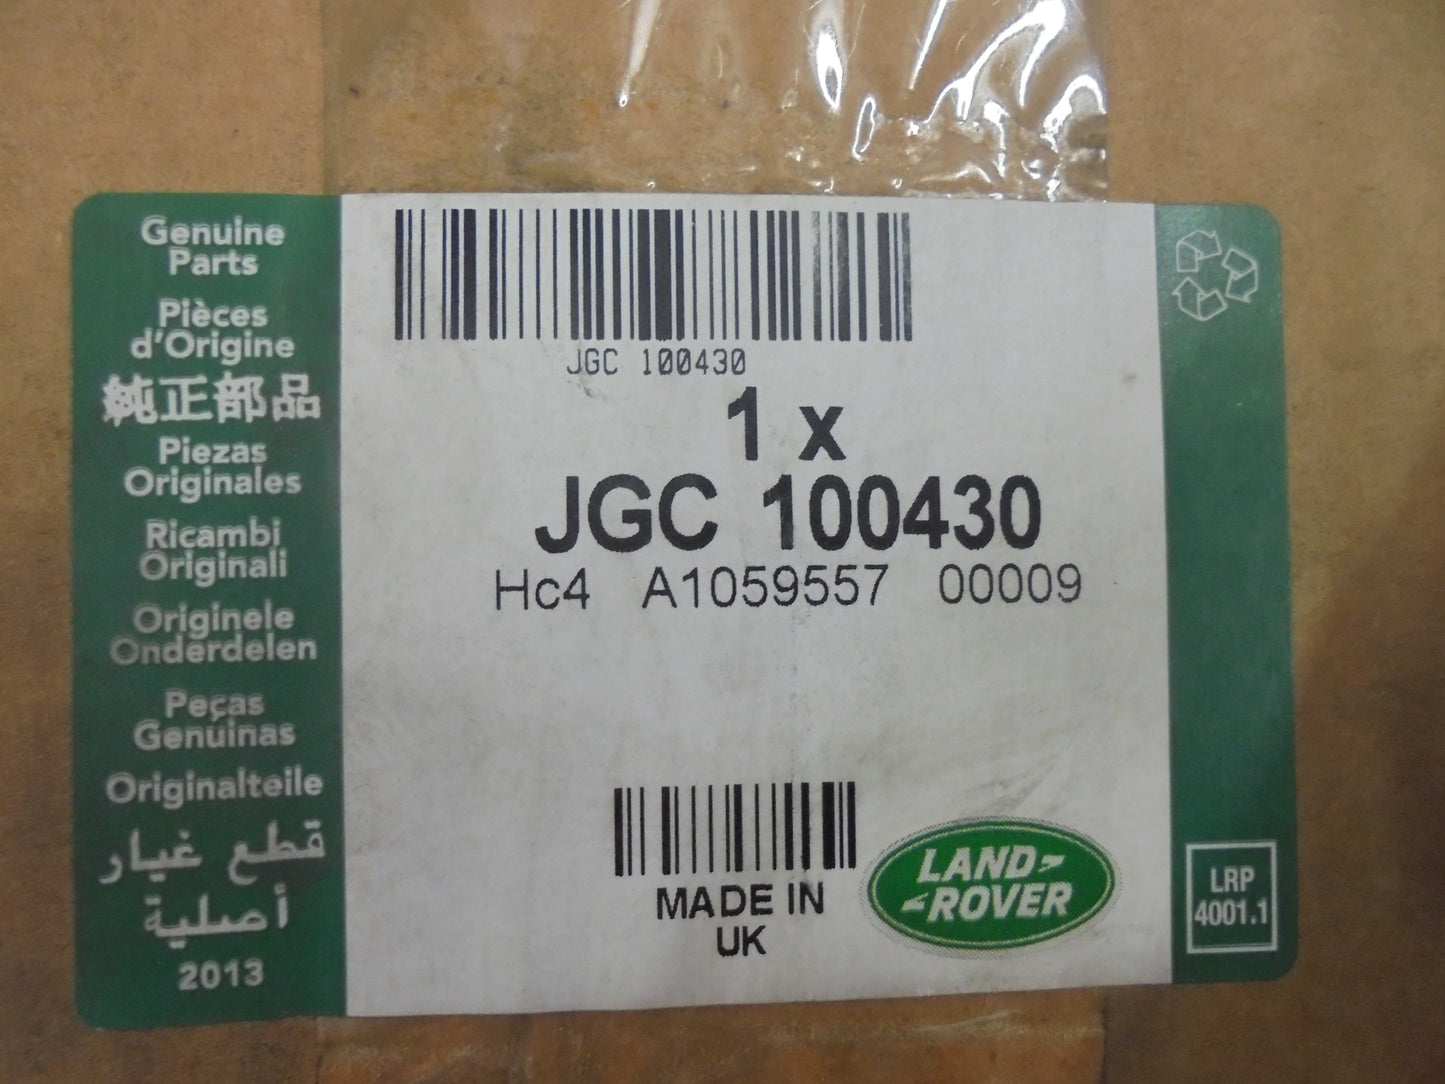 Genuine
Parts
Pièces
d'Origine
純正部品
Piezas
Originales
Ricambi
Originali
Originele
Onderdelen
Peças
Genúinas
Originalteile
قطع غيار
أصلية
2013
JGC 100430
1 x
JGC 100430
Hc4 A1059557 00009
MADE IN
UK
LAND-
-ROVER
LRP
4001.1